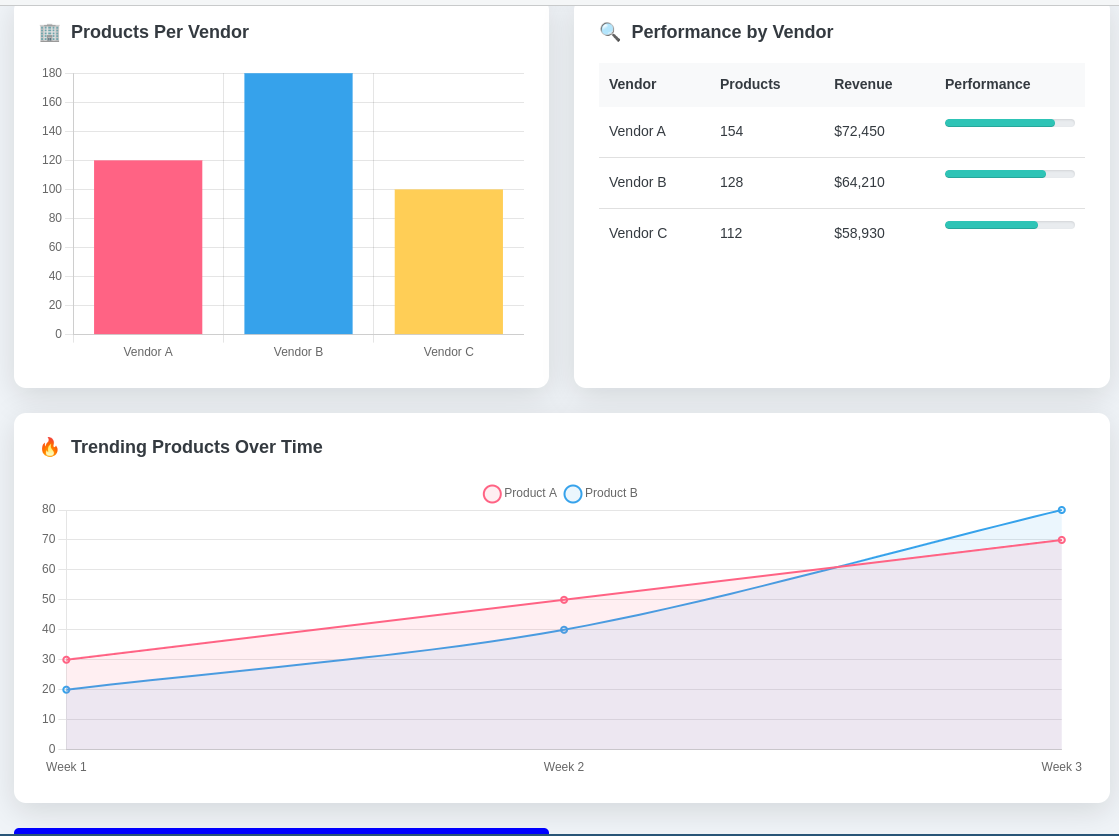 🏢 Products Per Vendor
180
160
140
120
100
80
60
40
20
0
Vendor A Vendor B Vendor C
🔍 Performance by Vendor
Vendor Products Revenue Performance
Vendor A 154 $72,450
Vendor B 128 $64,210
Vendor C 112 $58,930
🔥 Trending Products Over Time
Product A Product B
80
70
60
50
40
30
20
10
0
Week 1 Week 2 Week 3